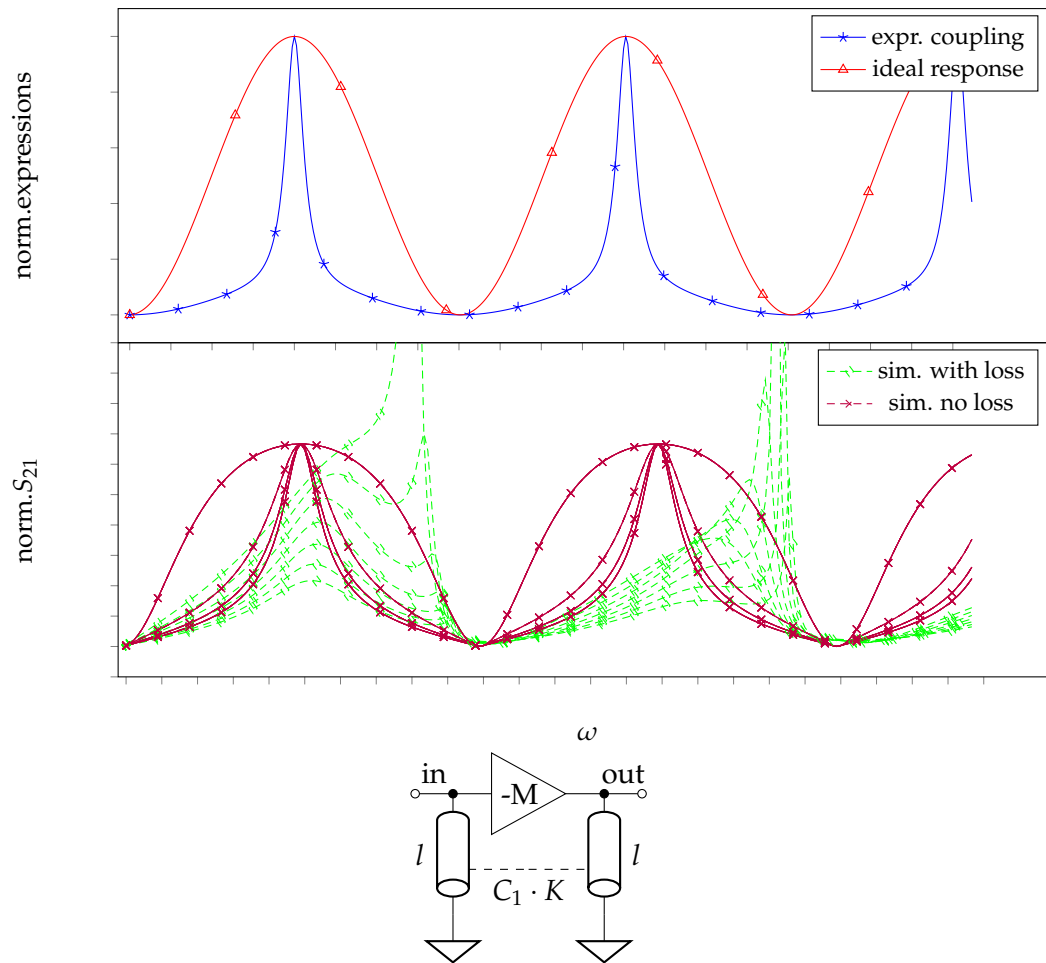 norm.expressions
expr. coupling
ideal response
norm.S₂₁
sim. with loss
sim. no loss
ω
in
-M
out
l
l
C₁ · K